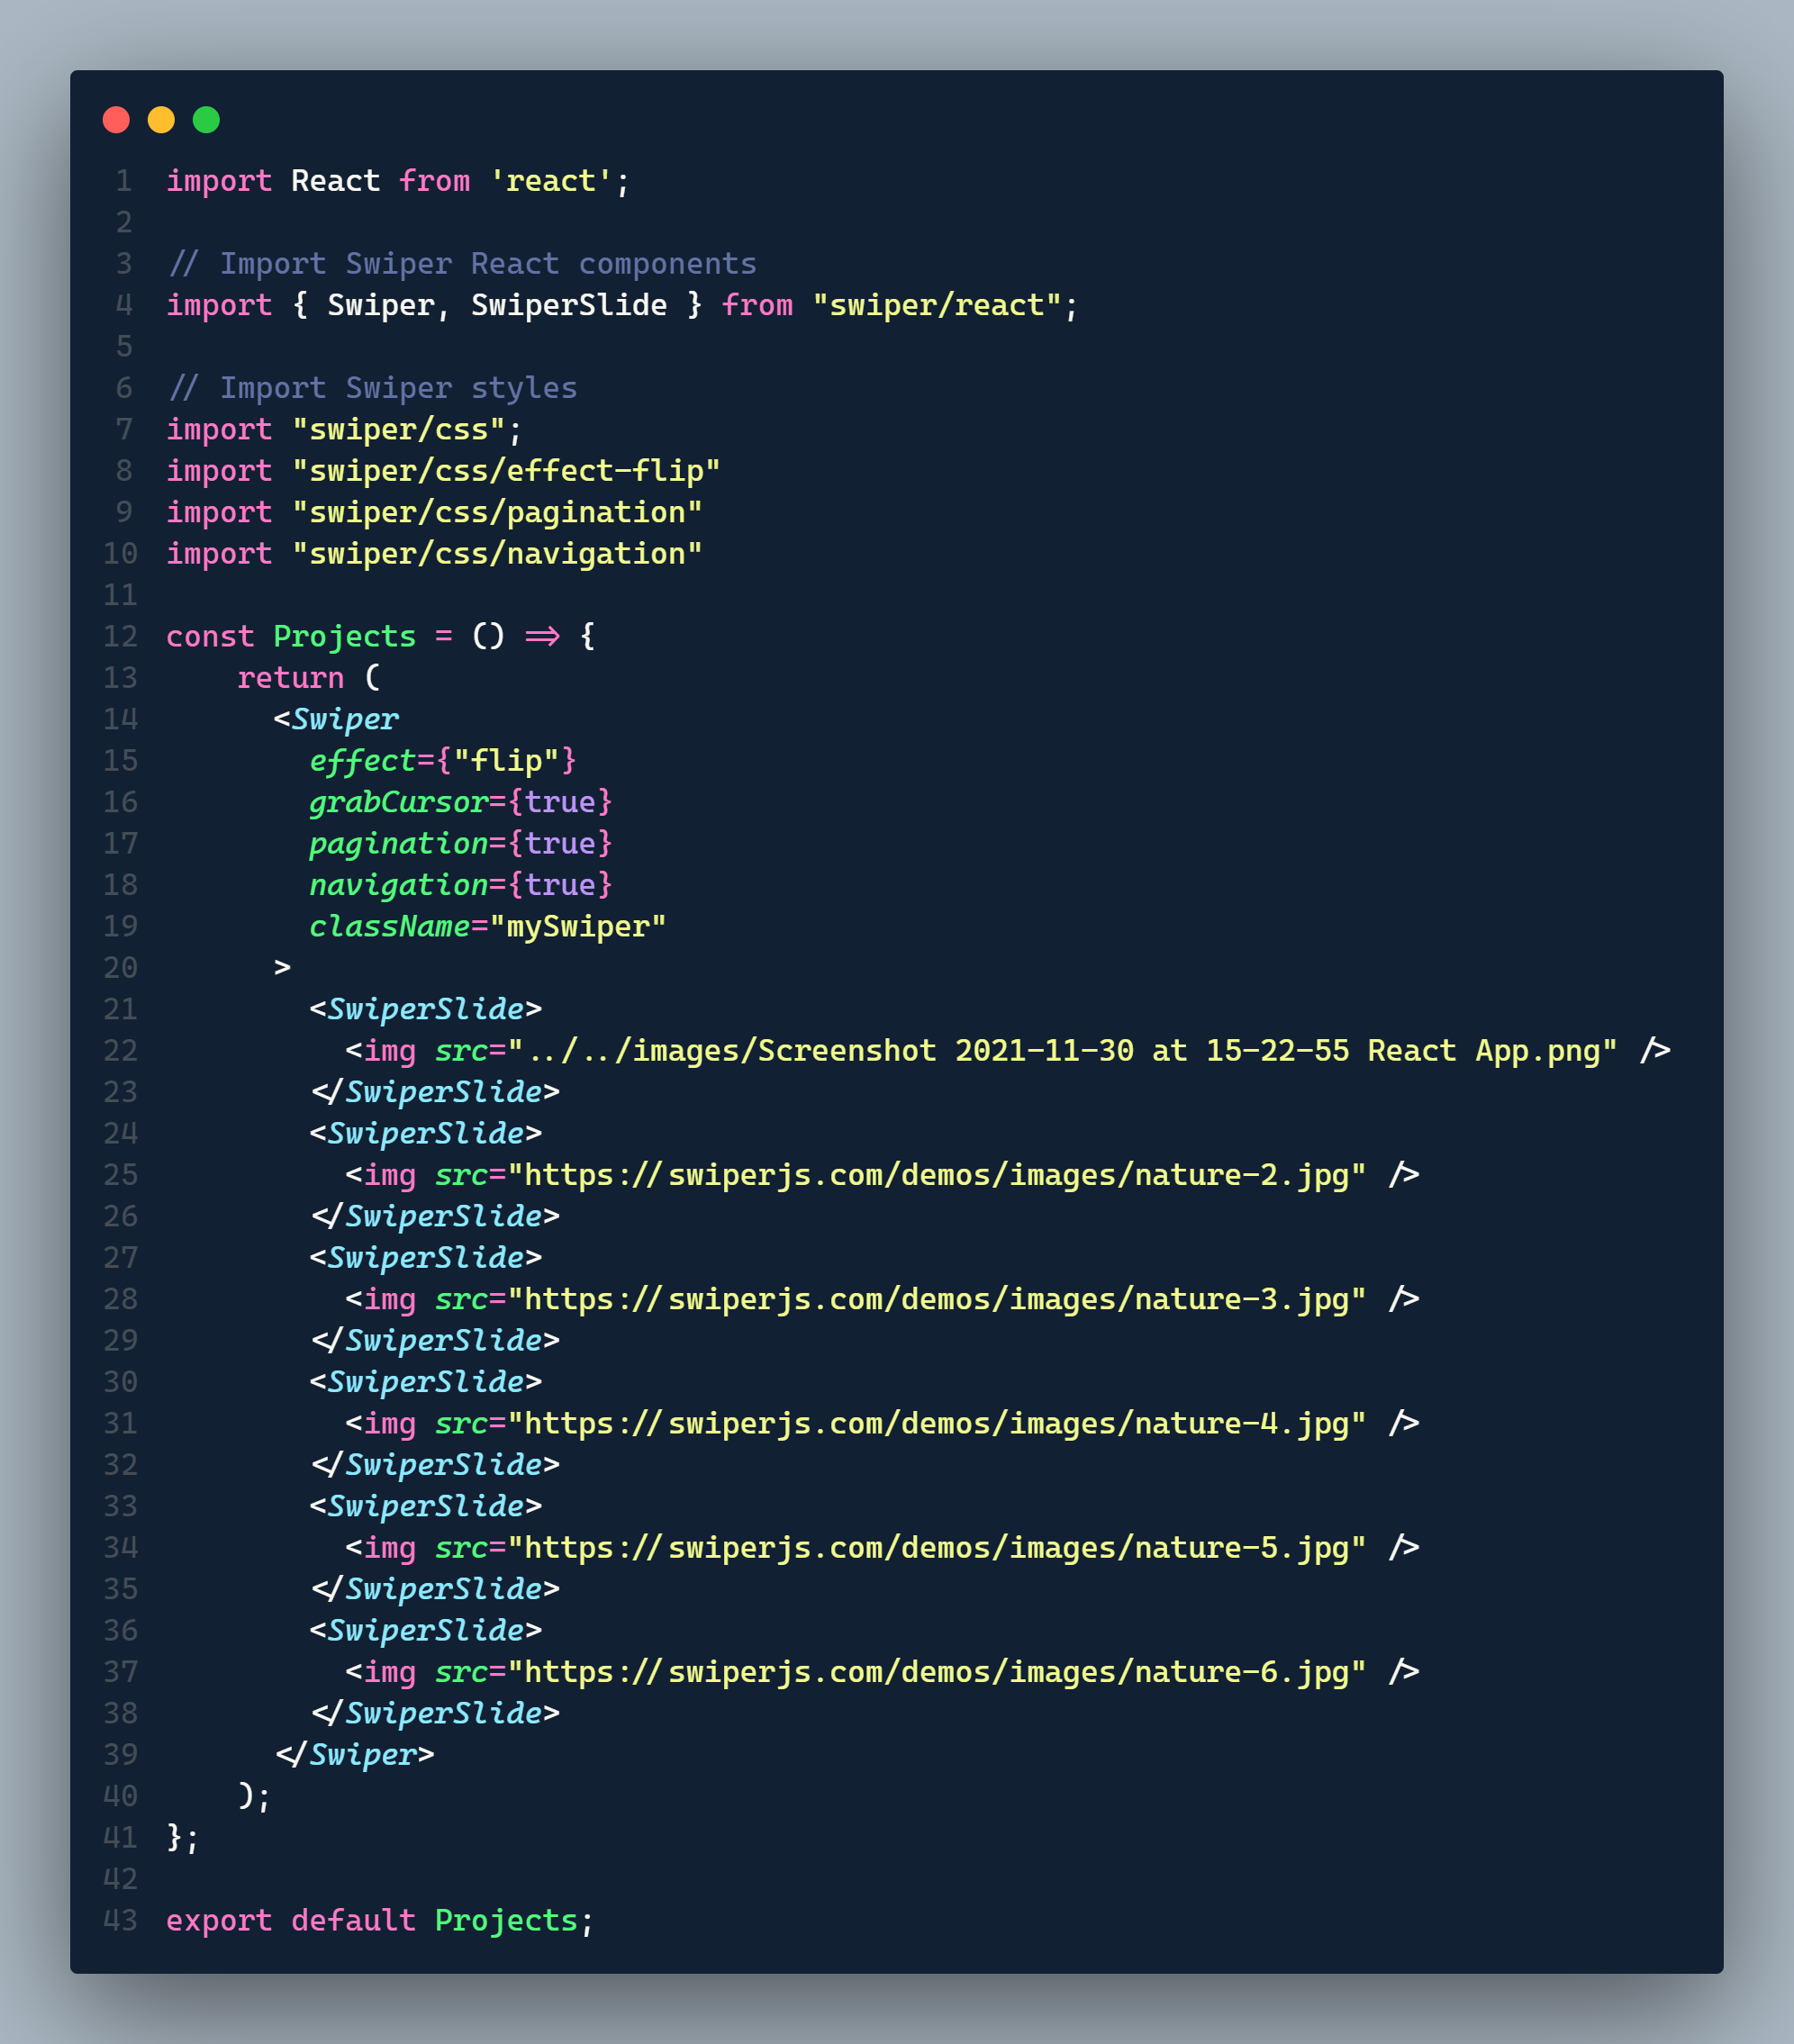 1 import React from 'react';
2
3 // Import Swiper React components
4 import { Swiper, SwiperSlide } from "swiper/react";
5
6 // Import Swiper styles
7 import "swiper/css";
8 import "swiper/css/effect-flip"
9 import "swiper/css/pagination"
10 import "swiper/css/navigation"
11
12 const Projects = () => {
13     return (
14       <Swiper
15         effect={"flip"}
16         grabCursor={true}
17         pagination={true}
18         navigation={true}
19         className="mySwiper"
20       >
21         <SwiperSlide>
22           <img src="../../images/Screenshot 2021-11-30 at 15-22-55 React App.png" />
23         </SwiperSlide>
24         <SwiperSlide>
25           <img src="https://swiperjs.com/demos/images/nature-2.jpg" />
26         </SwiperSlide>
27         <SwiperSlide>
28           <img src="https://swiperjs.com/demos/images/nature-3.jpg" />
29         </SwiperSlide>
30         <SwiperSlide>
31           <img src="https://swiperjs.com/demos/images/nature-4.jpg" />
32         </SwiperSlide>
33         <SwiperSlide>
34           <img src="https://swiperjs.com/demos/images/nature-5.jpg" />
35         </SwiperSlide>
36         <SwiperSlide>
37           <img src="https://swiperjs.com/demos/images/nature-6.jpg" />
38         </SwiperSlide>
39       </Swiper>
40     );
41 };
42
43 export default Projects;